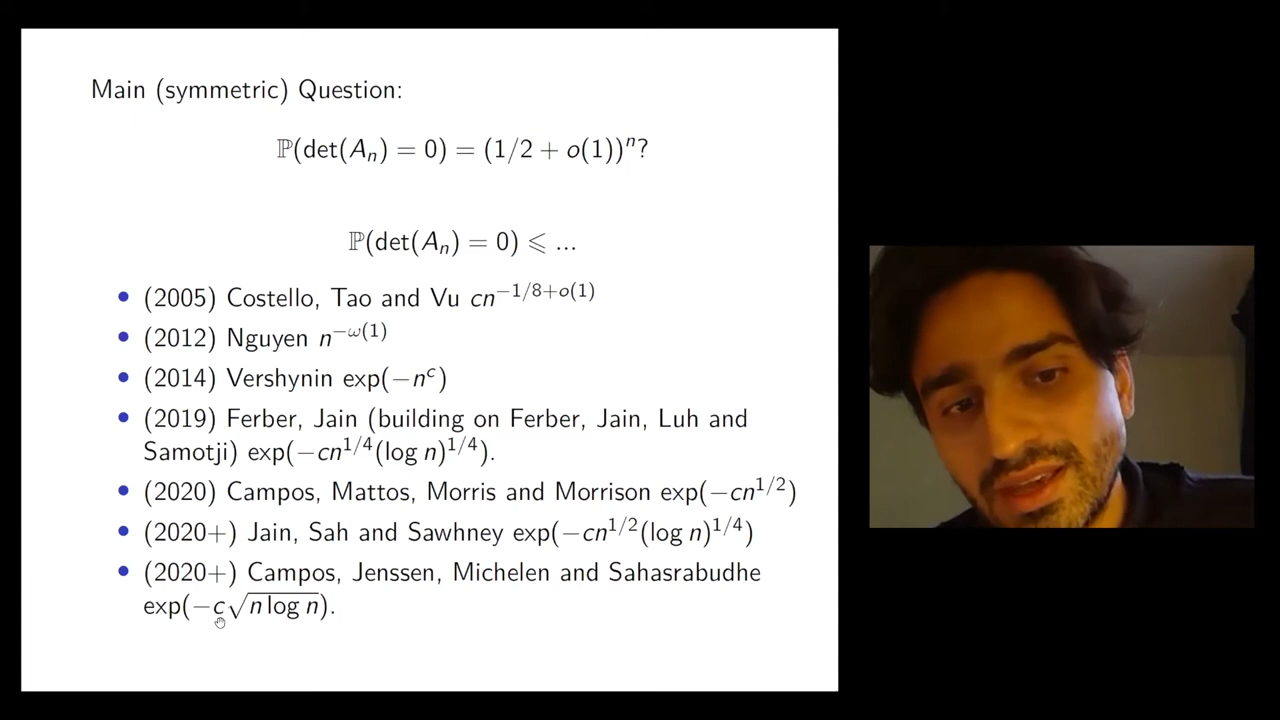 Main (symmetric) Question:
ℙ(det(Aₙ) = 0) = (1/2 + o(1))ⁿ?
ℙ(det(Aₙ) = 0) ⩽ ...
• (2005) Costello, Tao and Vu cn^{−1/8+o(1)}
• (2012) Nguyen n^{−ω(1)}
• (2014) Vershynin exp(−n^c)
• (2019) Ferber, Jain (building on Ferber, Jain, Luh and
Samotji) exp(−cn^{1/4}(log n)^{1/4}).
• (2020) Campos, Mattos, Morris and Morrison exp(−cn^{1/2})
• (2020+) Jain, Sah and Sawhney exp(−cn^{1/2}(log n)^{1/4})
• (2020+) Campos, Jenssen, Michelen and Sahasrabudhe
exp(−c√(n log n)).